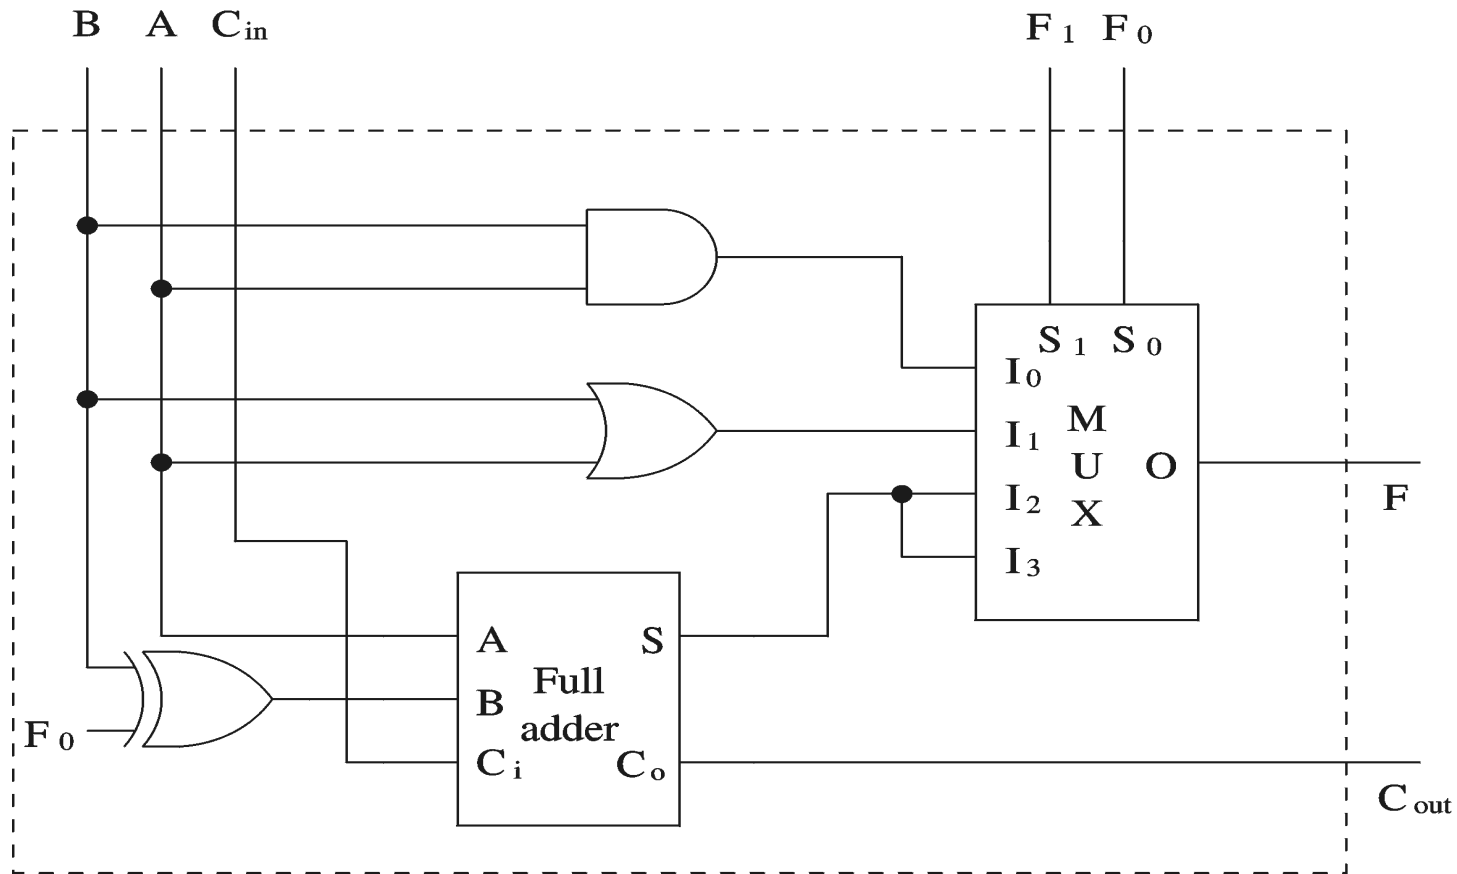 B A Cin F1 F0
S1 S0
I0
M
I1
U O
I2
X
F
I3
A S
Full
B
adder
F0
Ci Co
Cout